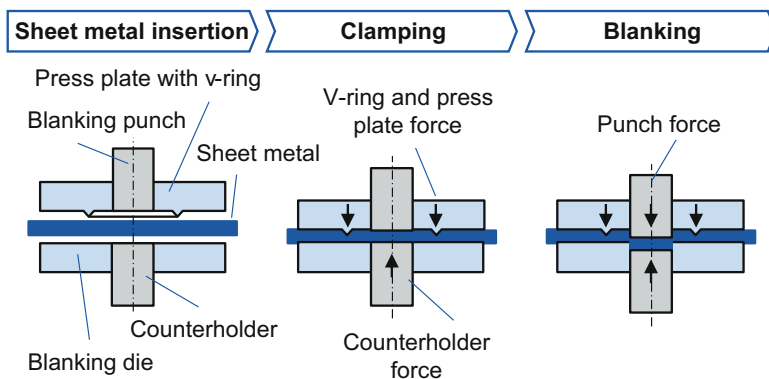 Sheet metal insertion
Clamping
Blanking
Press plate with v-ring
Blanking punch
Sheet metal
Counterholder
Blanking die
V-ring and press
plate force
Counterholder
force
Punch force